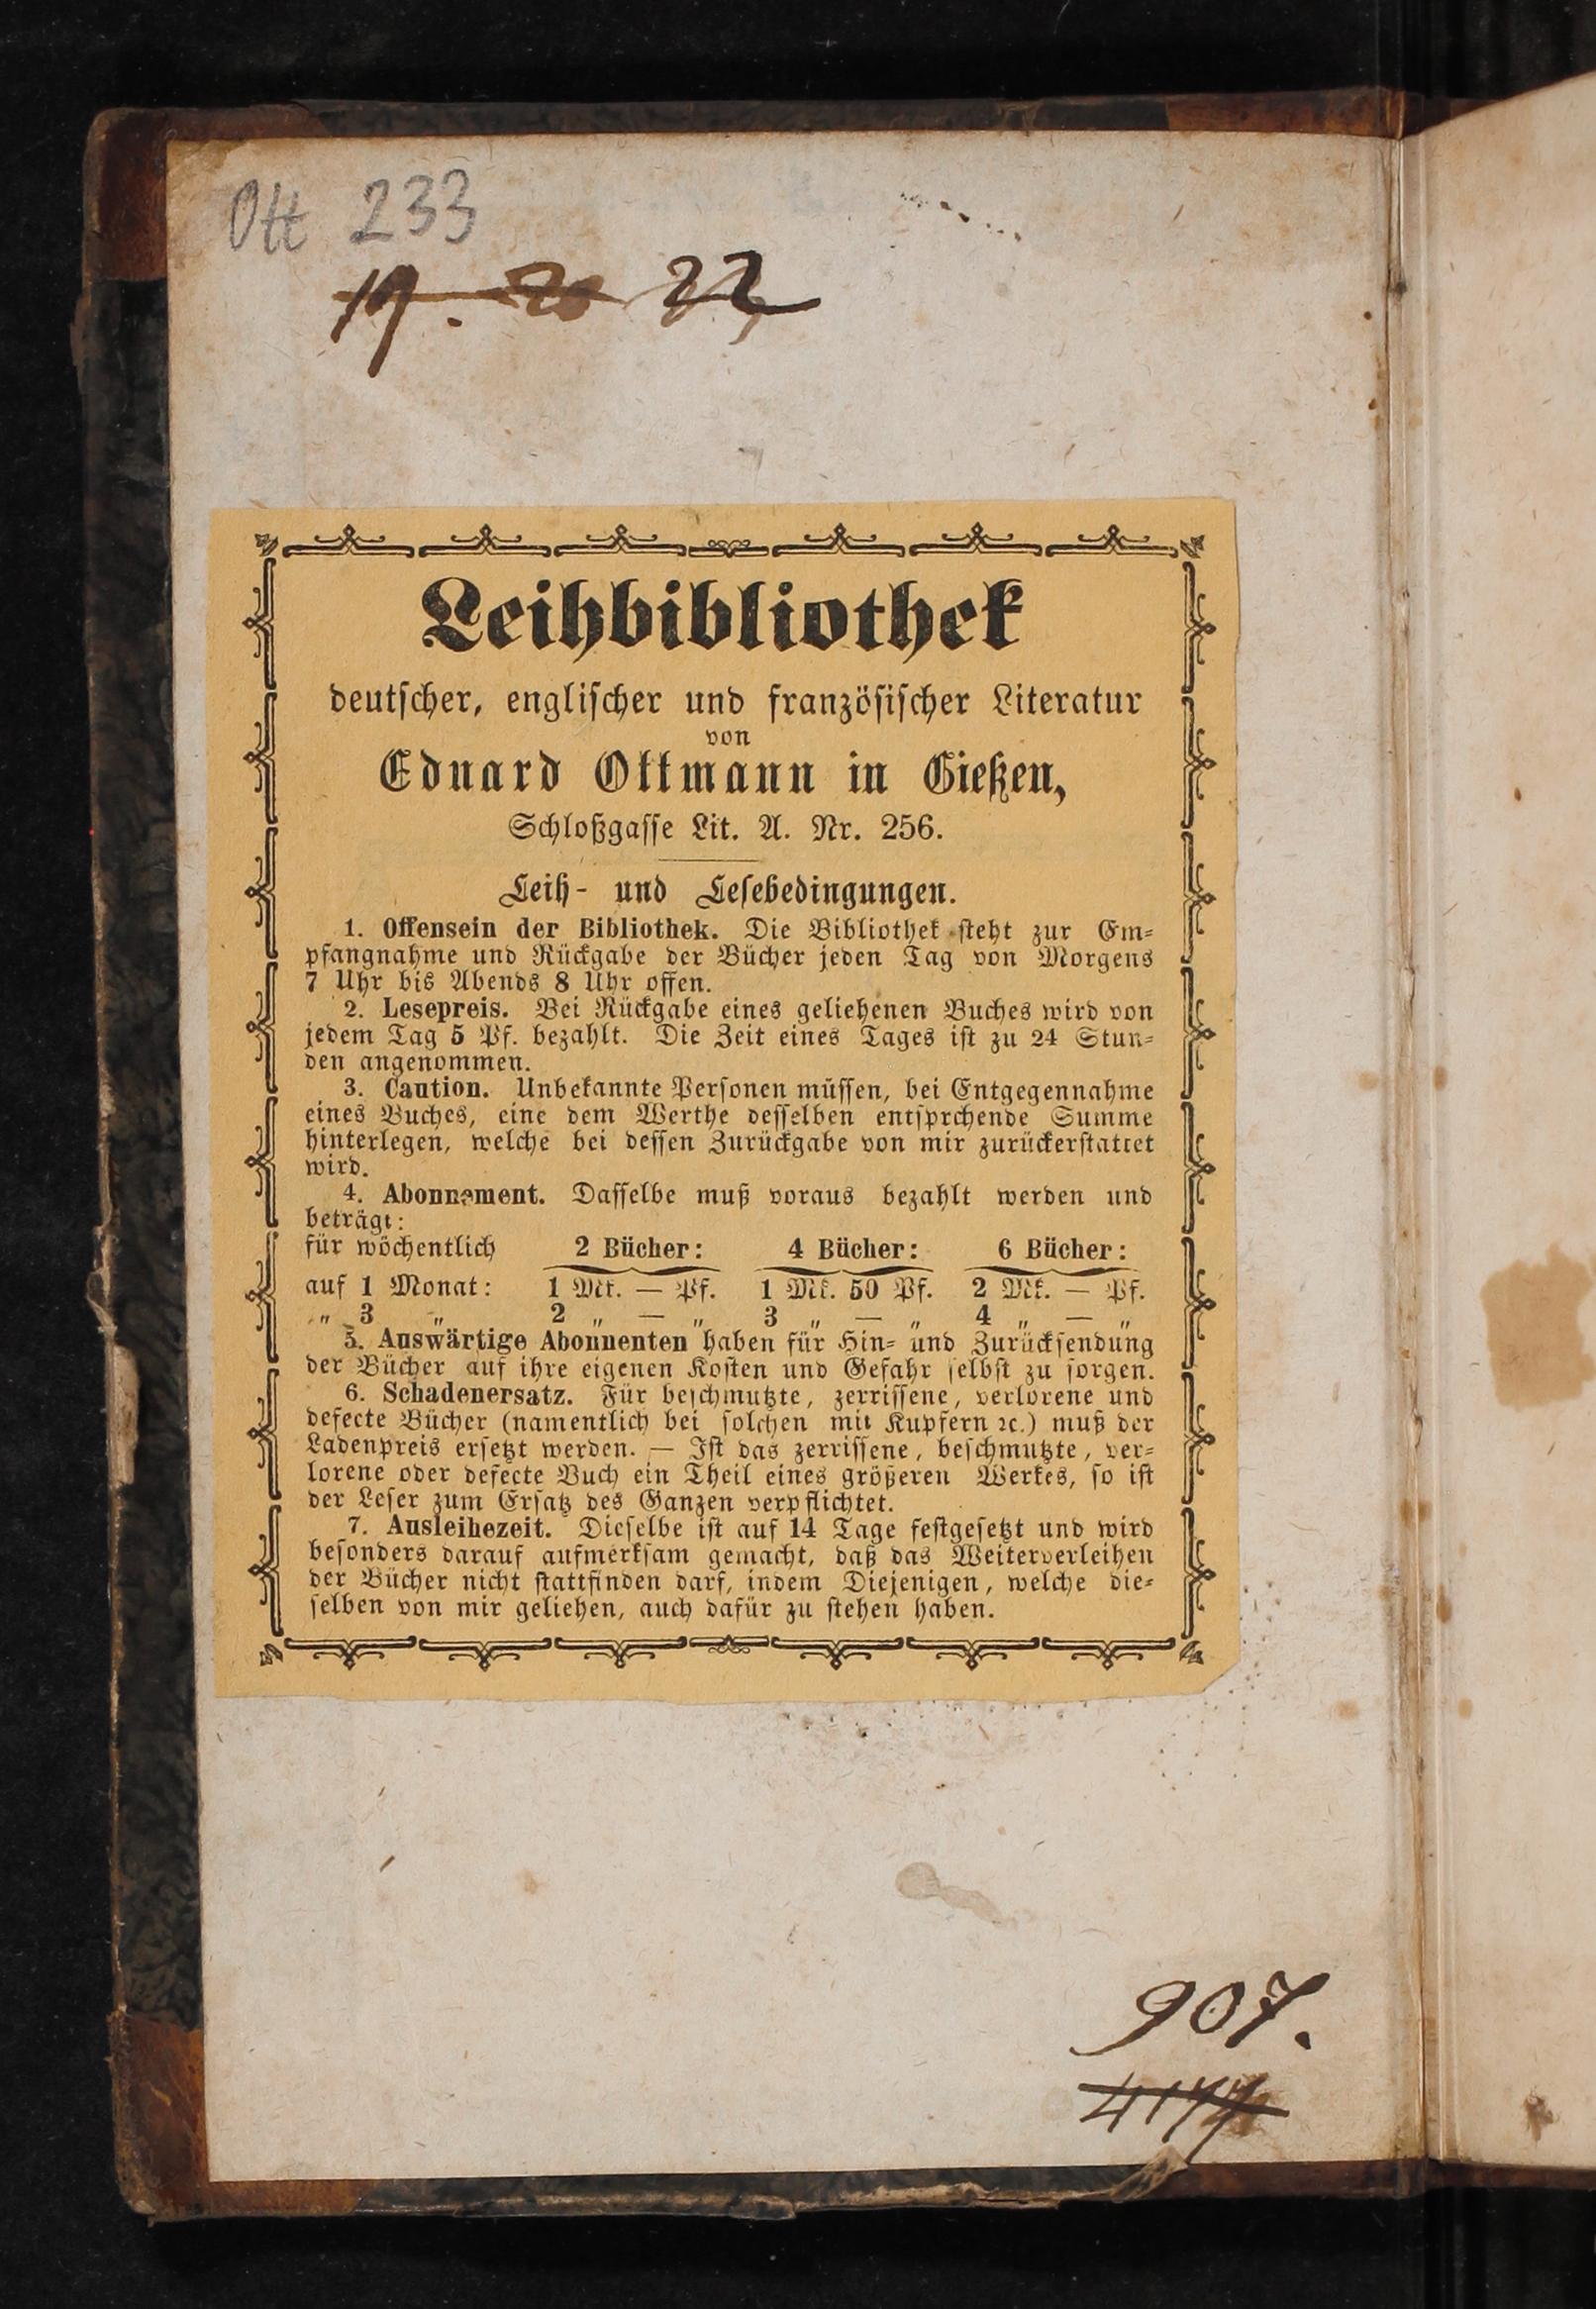 Ott 233
19. 20 22
Leihbibliothek
deutscher, englischer und französischer Literatur
von
Eduard Ottmann in Gießen,
Schloßgasse Lit. A. Nr. 256.
Leih- und Lesebedingungen.
1. Offensein der Bibliothek. Die Bibliothek steht zur Em-
pfangnahme und Rückgabe der Bücher jeden Tag von Morgens
7 Uhr bis Abends 8 Uhr offen.
2. Lesepreis. Bei Rückgabe eines geliehenen Buches wird von
jedem Tag 5 Pf. bezahlt. Die Zeit eines Tages ist zu 24 Stun-
den angenommen.
3. Caution. Unbekannte Personen müssen, bei Entgegennahme
eines Buches, eine dem Werthe desselben entsprchende Summe
hinterlegen, welche bei dessen Zurückgabe von mir zurückerstattet
wird.
4. Abonnement. Dasselbe muß voraus bezahlt werden und
beträgt:
für wöchentlich 2 Bücher: 4 Bücher: 6 Bücher:
auf 1 Monat: 1 Mk. — Pf. 1 Mk. 50 Pf. 2 Mk. — Pf.
„ 3 „ 2 „ — „ 3 „ — „ 4 „ — „
5. Auswärtige Abonnenten haben für Hin- und Zurücksendung
der Bücher auf ihre eigenen Kosten und Gefahr selbst zu sorgen.
6. Schadenersatz. Für beschmutzte, zerrissene, verlorene und
defecte Bücher (namentlich bei solchen mit Kupfern ꝛc.) muß der
Ladenpreis ersetzt werden. — Ist das zerrissene, beschmutzte, ver-
lorene oder defecte Buch ein Theil eines größeren Werkes, so ist
der Leser zum Ersatz des Ganzen verpflichtet.
7. Ausleihezeit. Dieselbe ist auf 14 Tage festgesetzt und wird
besonders darauf aufmerksam gemacht, daß das Weiterverleihen
der Bücher nicht stattfinden darf, indem Diejenigen, welche die-
selben von mir geliehen, auch dafür zu stehen haben.
907.